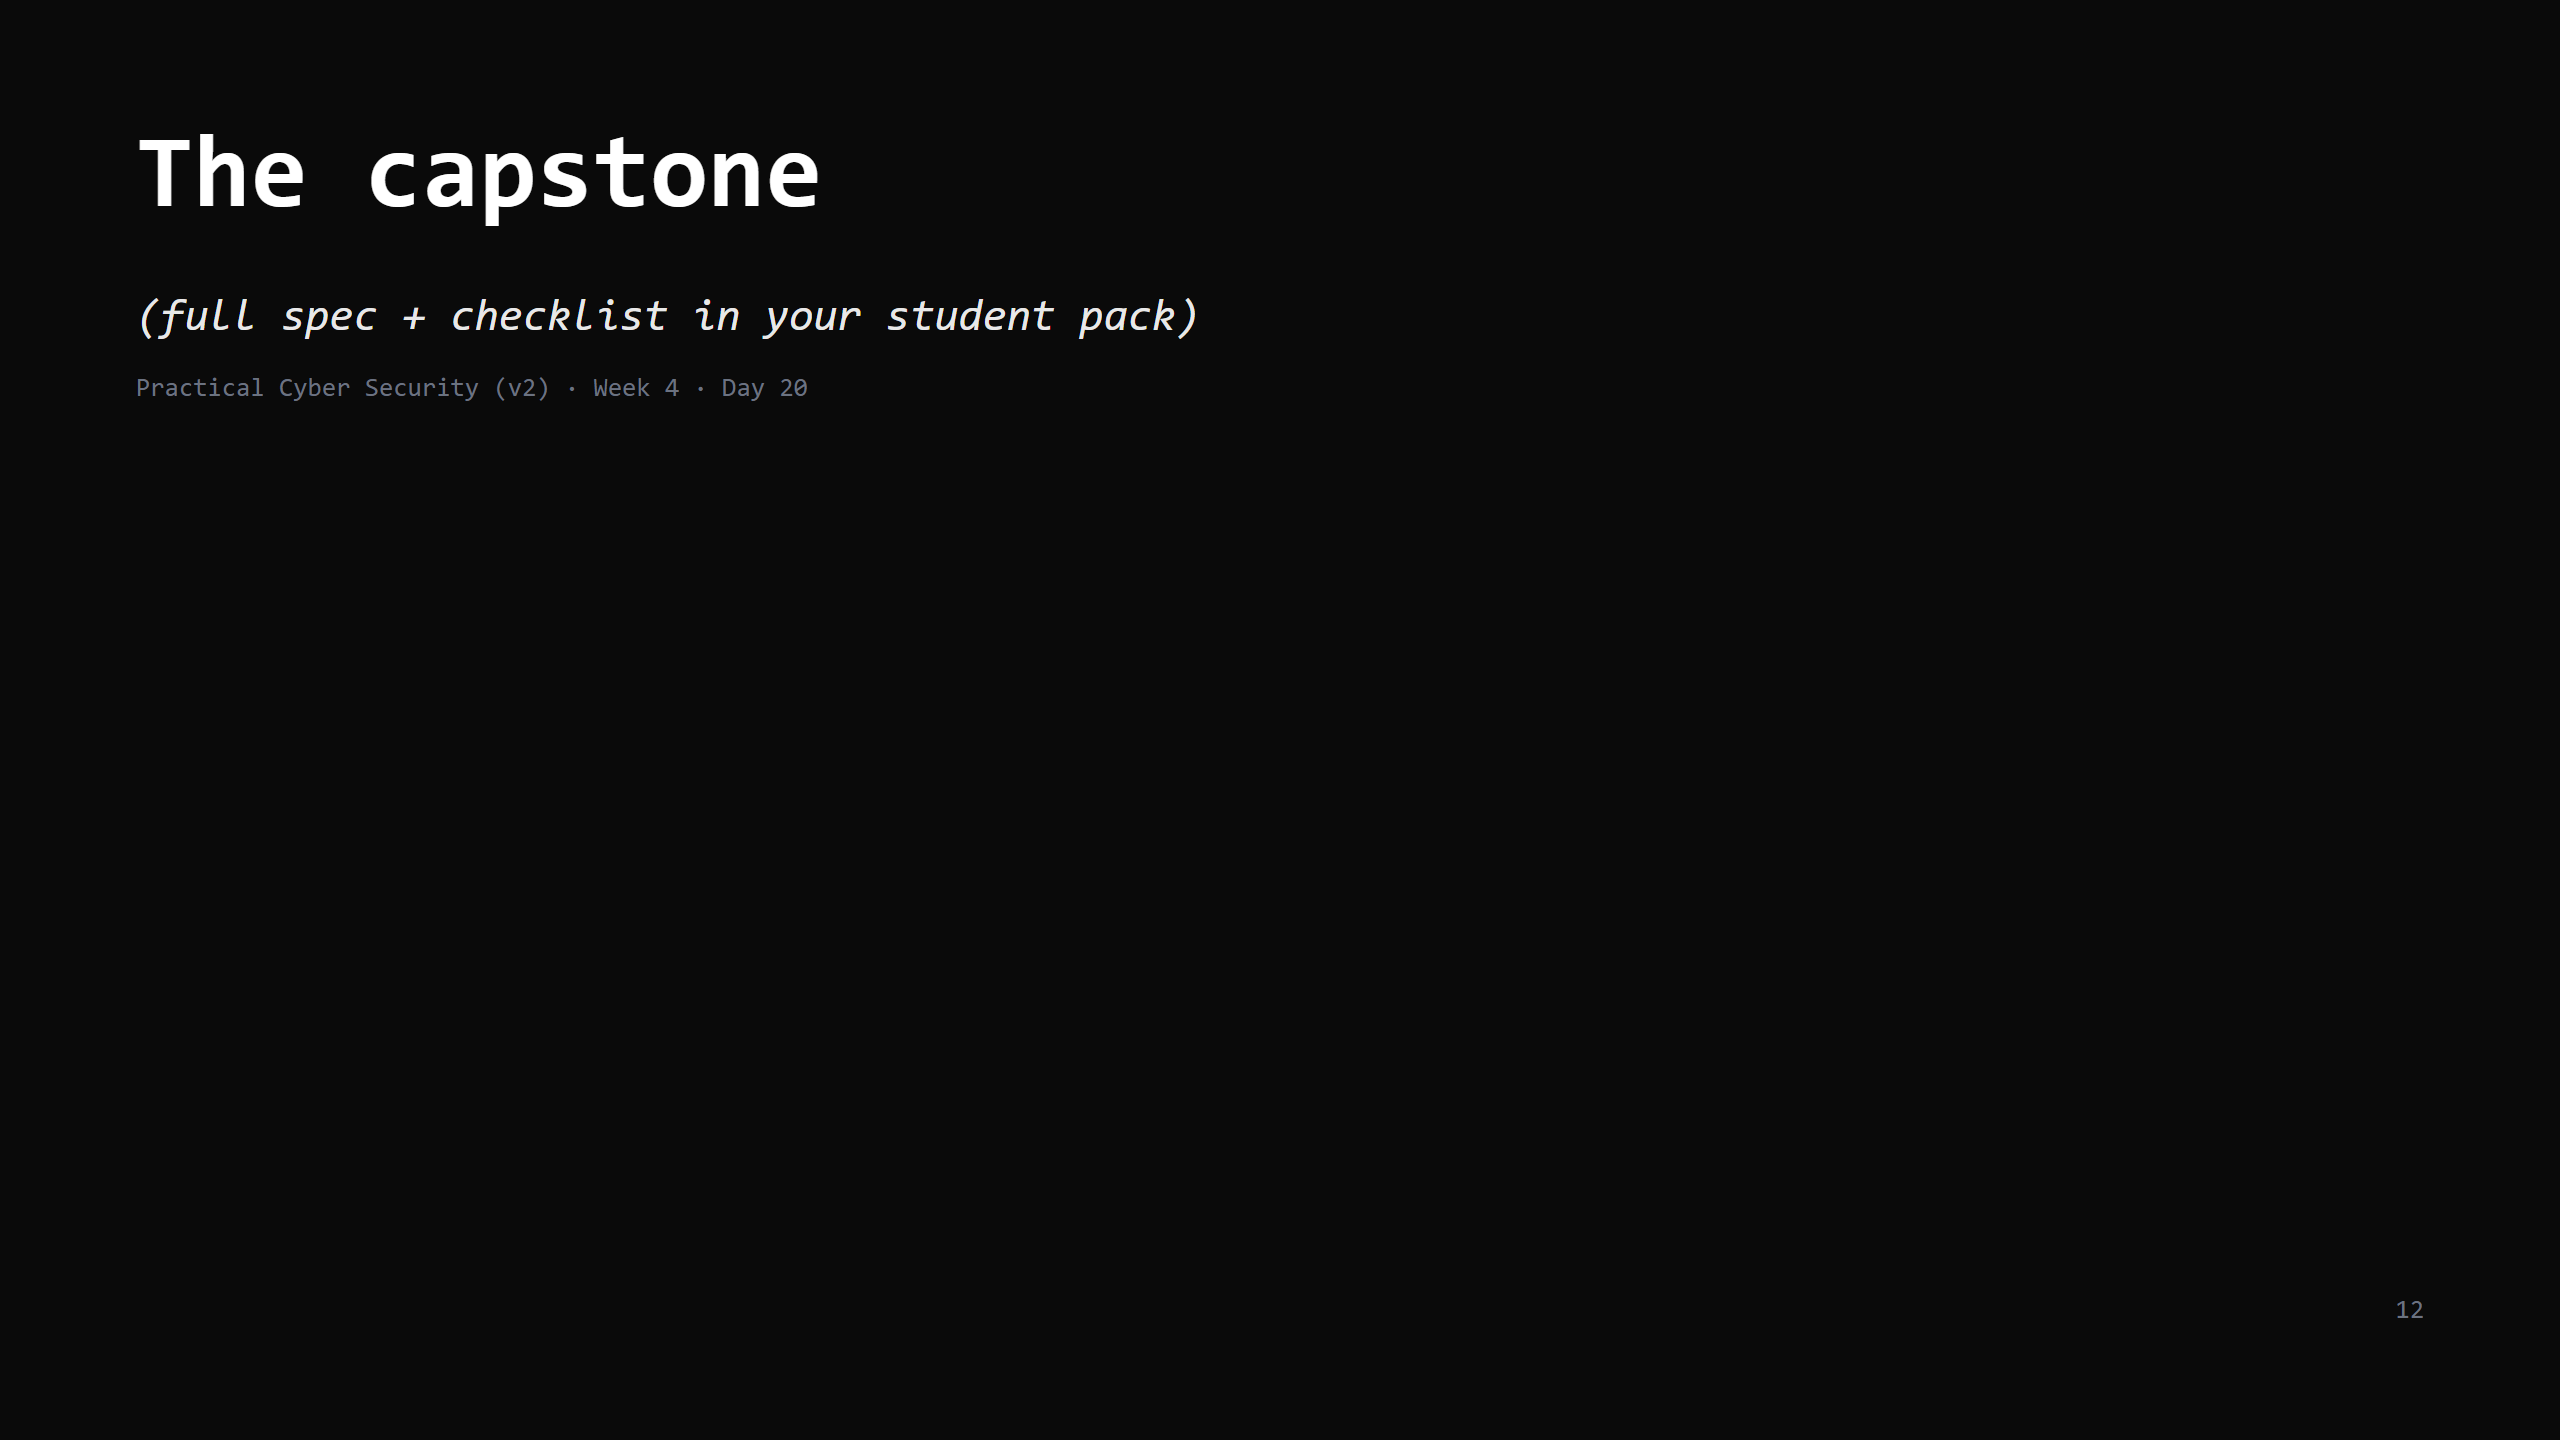 The capstone
(full spec + checklist in your student pack)
Practical Cyber Security (v2) · Week 4 · Day 20
12